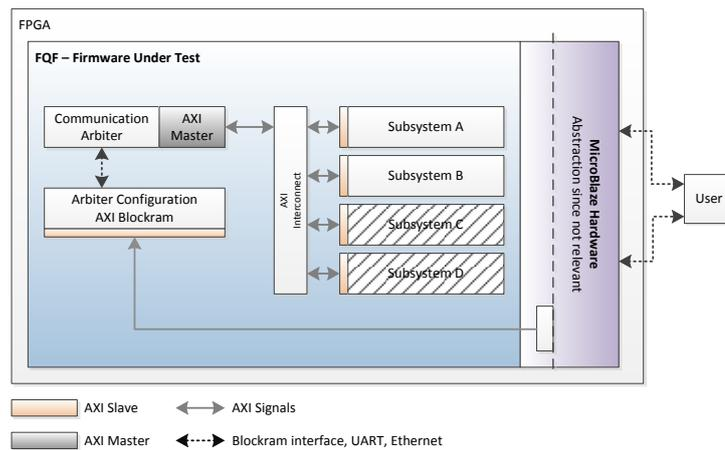 FPGA
FQF – Firmware Under Test
Communication
Arbiter
AXI
Master
Arbiter Configuration
AXI Blockram
AXI
Interconnect
Subsystem A
Subsystem B
Subsystem C
Subsystem D
MicroBlaze Hardware
Abstraction since not relevant
User
AXI Slave
AXI Signals
AXI Master
Blockram interface, UART, Ethernet